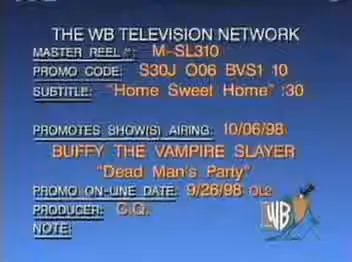 THE WB TELEVISION NETWORK
MASTER REEL #: M-SL310
PROMO CODE: S30J O06 BVS1 10
SUBTITLE: "Home Sweet Home" :30
PROMOTES SHOW(S) AIRING: 10/06/98
BUFFY THE VAMPIRE SLAYER
"Dead Man's Party"
PROMO ON-LINE DATE: 9/26/98 OL2
PRODUCER: C.Q.
NOTE:
WB